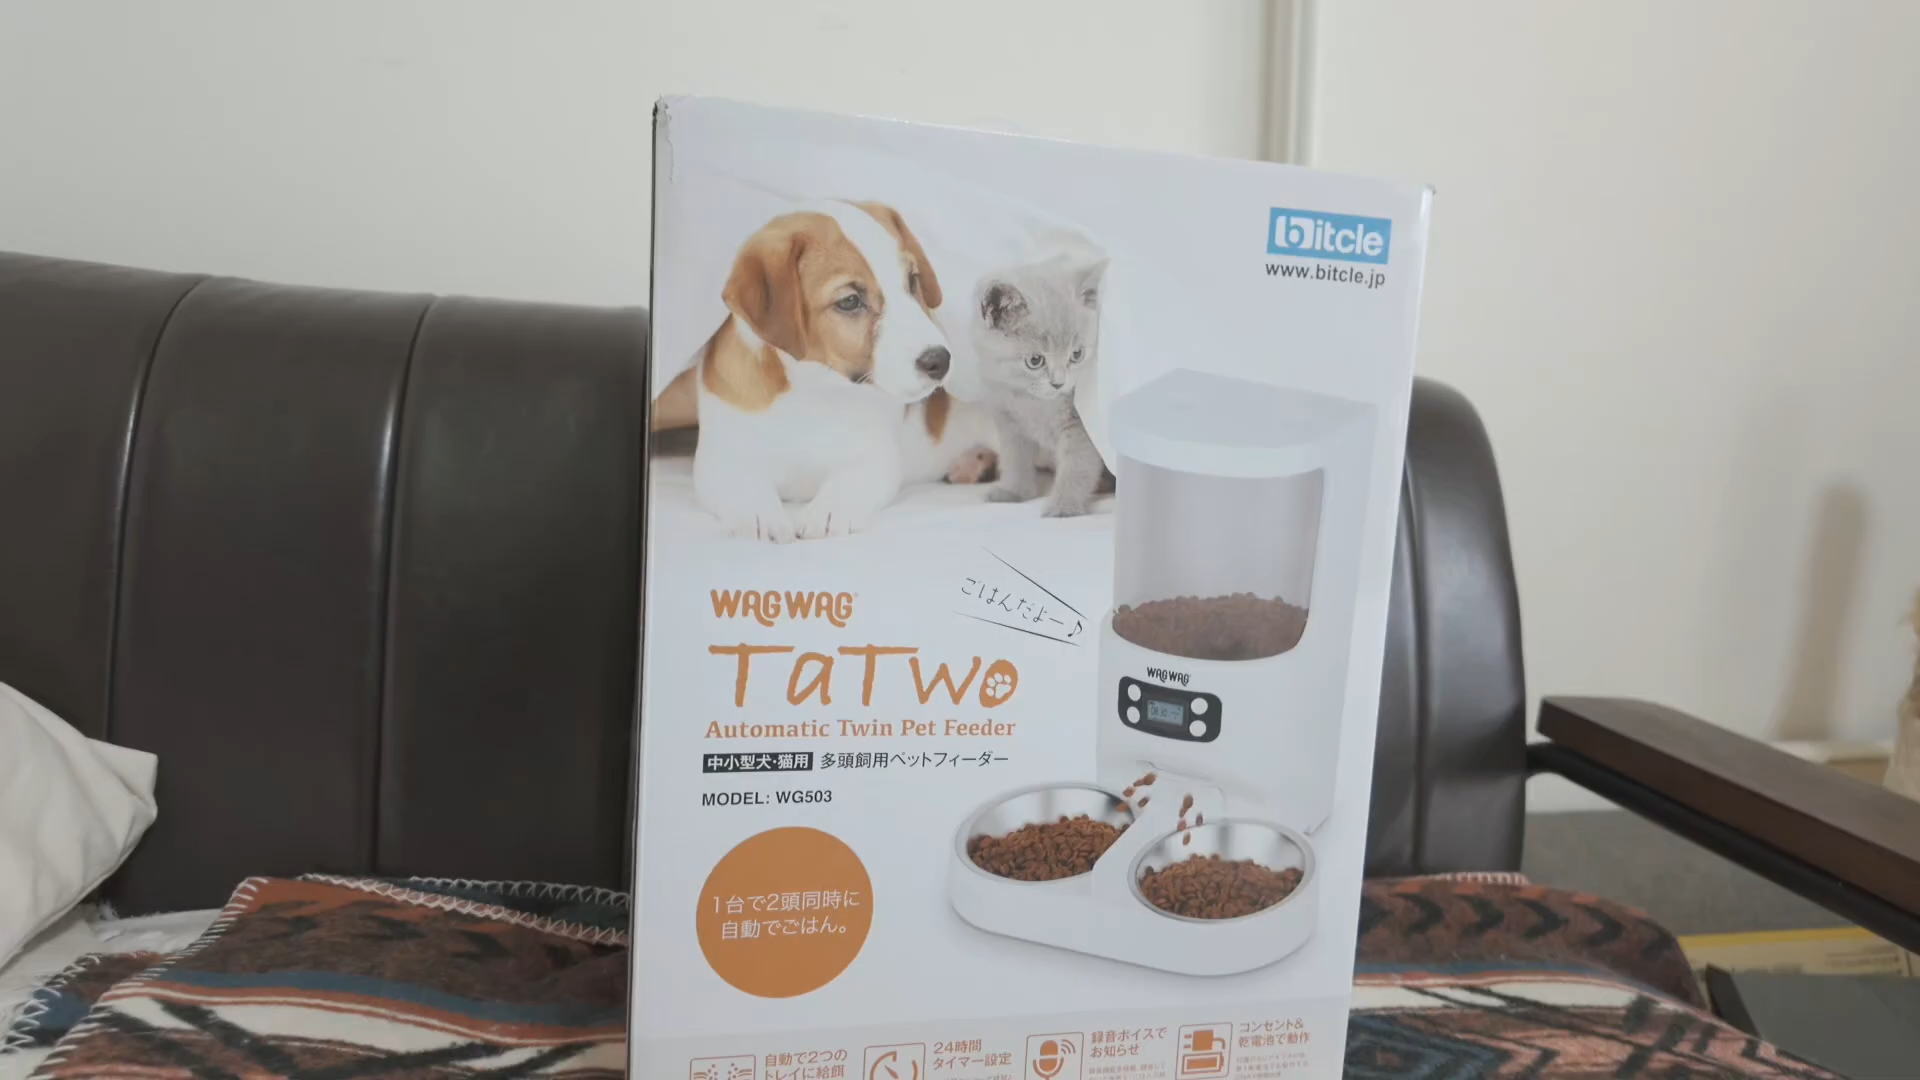 bitcle
www.bitcle.jp
ごはんだよー♪
WAGWAG
TaTwo
Automatic Twin Pet Feeder
中小型犬・猫用 多頭飼用ペットフィーダー
MODEL: WG503
WAGWAG
1台で2頭同時に
自動でごはん。
自動で2つの
トレイに給餌
24時間
タイマー設定
録音ボイスで
お知らせ
コンセント&
乾電池で動作